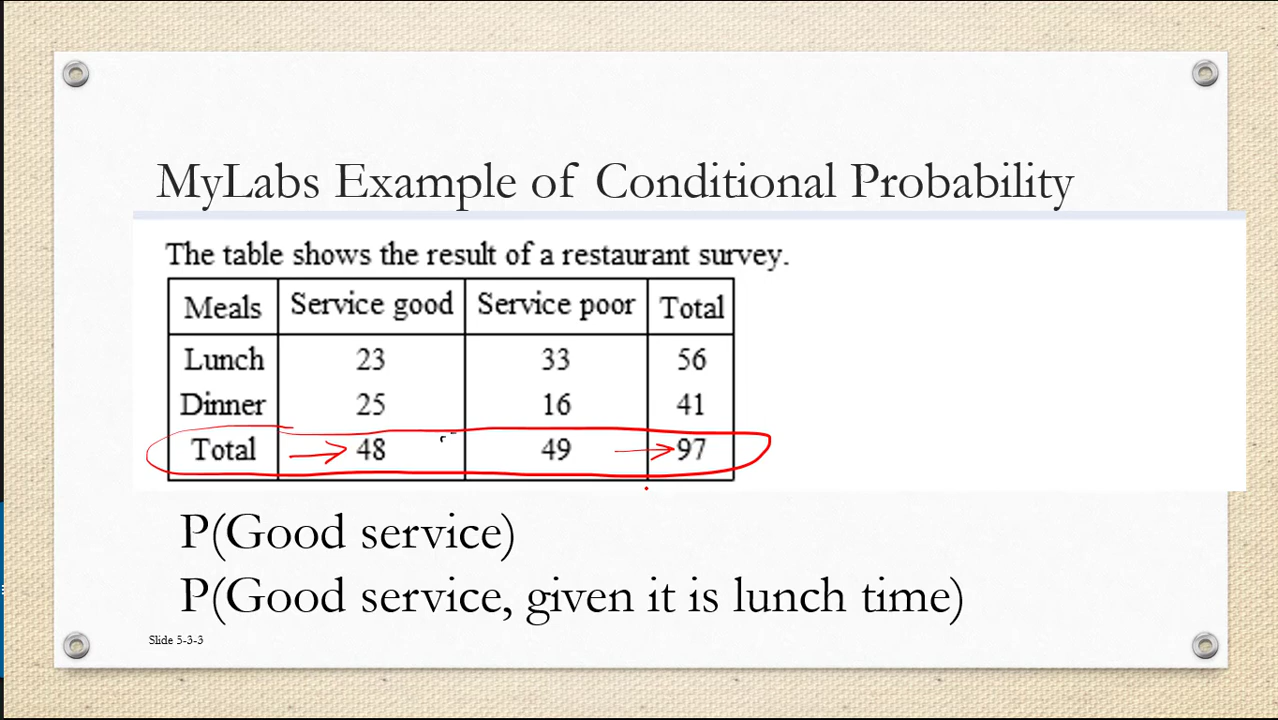 MyLabs Example of Conditional Probability
The table shows the result of a restaurant survey.
Meals Service good Service poor Total
Lunch 23 33 56
Dinner 25 16 41
Total 48 49 97
P(Good service)
P(Good service, given it is lunch time)
Slide 5-3-3